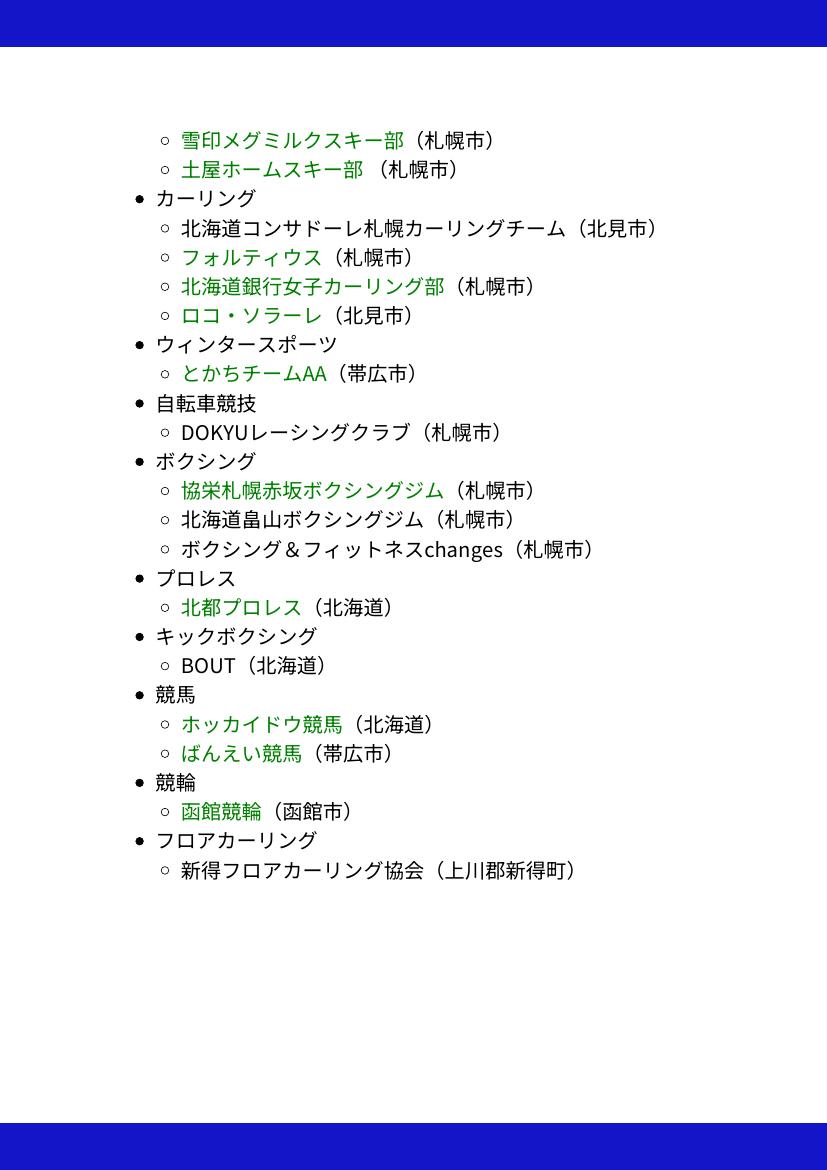 雪印メグミルクスキー部（札幌市）
土屋ホームスキー部 （札幌市）
カーリング
北海道コンサドーレ札幌カーリングチーム（北見市）
フォルティウス（札幌市）
北海道銀行女子カーリング部（札幌市）
ロコ・ソラーレ（北見市）
ウィンタースポーツ
とかちチームAA（帯広市）
自転車競技
DOKYUレーシングクラブ（札幌市）
ボクシング
協栄札幌赤坂ボクシングジム（札幌市）
北海道畠山ボクシングジム（札幌市）
ボクシング＆フィットネスchanges（札幌市）
プロレス
北都プロレス（北海道）
キックボクシング
BOUT（北海道）
競馬
ホッカイドウ競馬（北海道）
ばんえい競馬（帯広市）
競輪
函館競輪（函館市）
フロアカーリング
新得フロアカーリング協会（上川郡新得町）